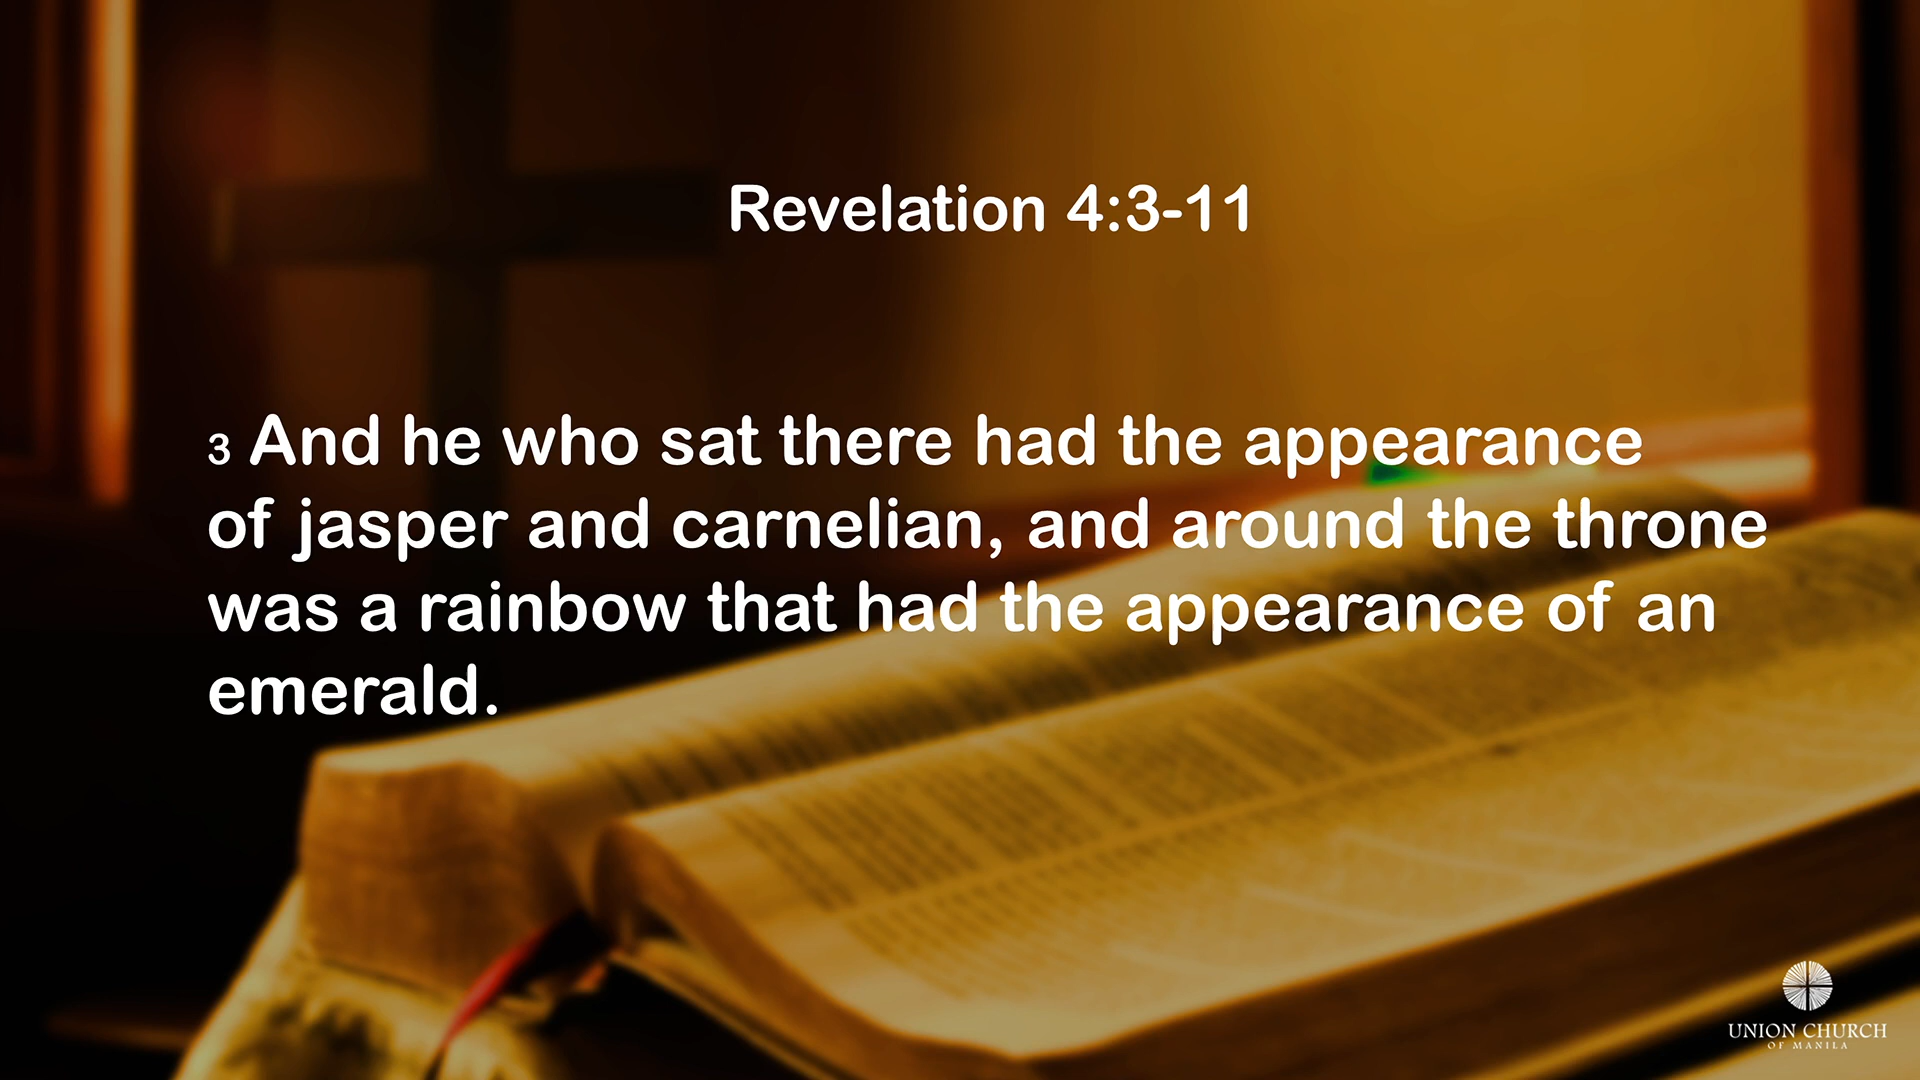 Revelation 4:3-11
3 And he who sat there had the appearance
of jasper and carnelian, and around the throne
was a rainbow that had the appearance of an
emerald.
UNION CHURCH
OF MANILA